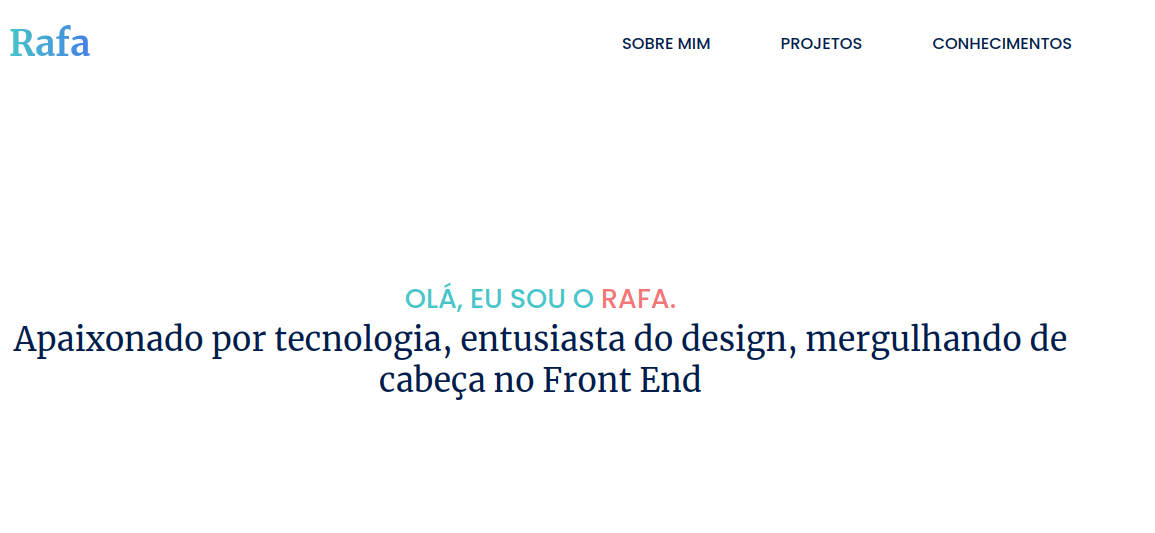 Rafa
SOBRE MIM PROJETOS CONHECIMENTOS
OLÁ, EU SOU O RAFA.
Apaixonado por tecnologia, entusiasta do design, mergulhando de
cabeça no Front End